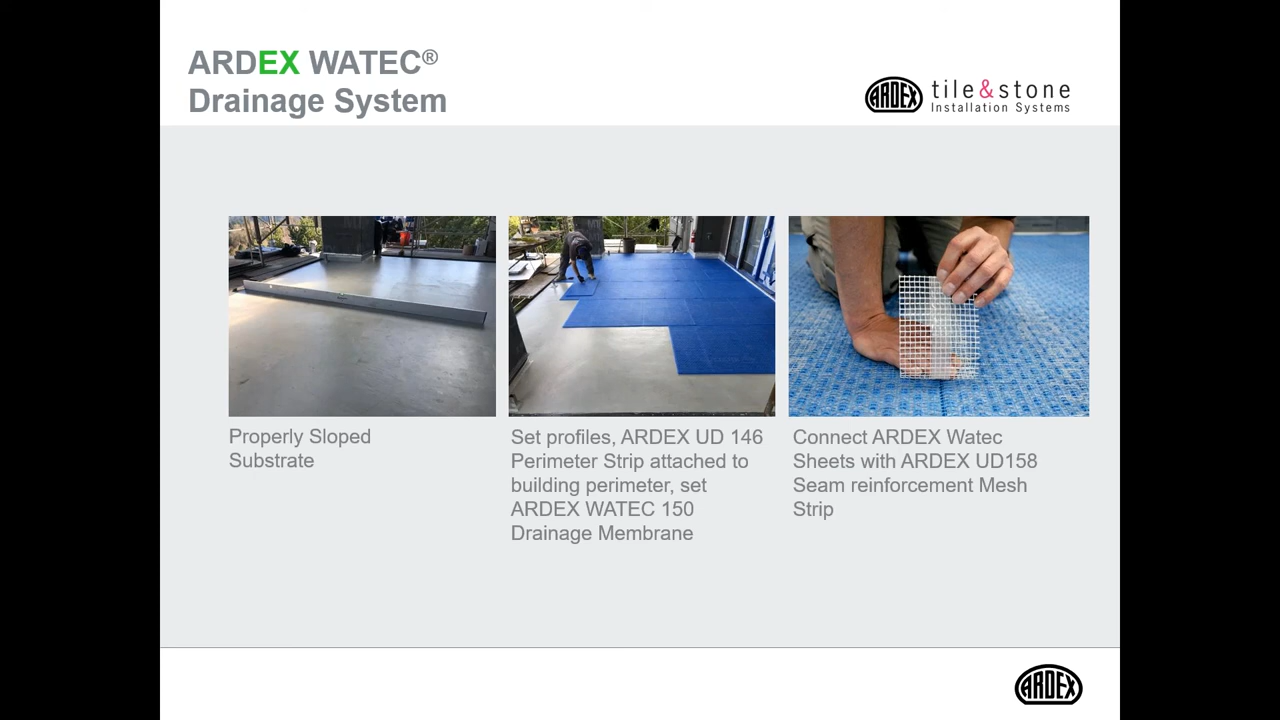 ARDEX WATEC®
Drainage System
ARDEX
tile&stone
Installation Systems
Properly Sloped
Substrate
Set profiles, ARDEX UD 146
Perimeter Strip attached to
building perimeter, set
ARDEX WATEC 150
Drainage Membrane
Connect ARDEX Watec
Sheets with ARDEX UD158
Seam reinforcement Mesh
Strip
ARDEX